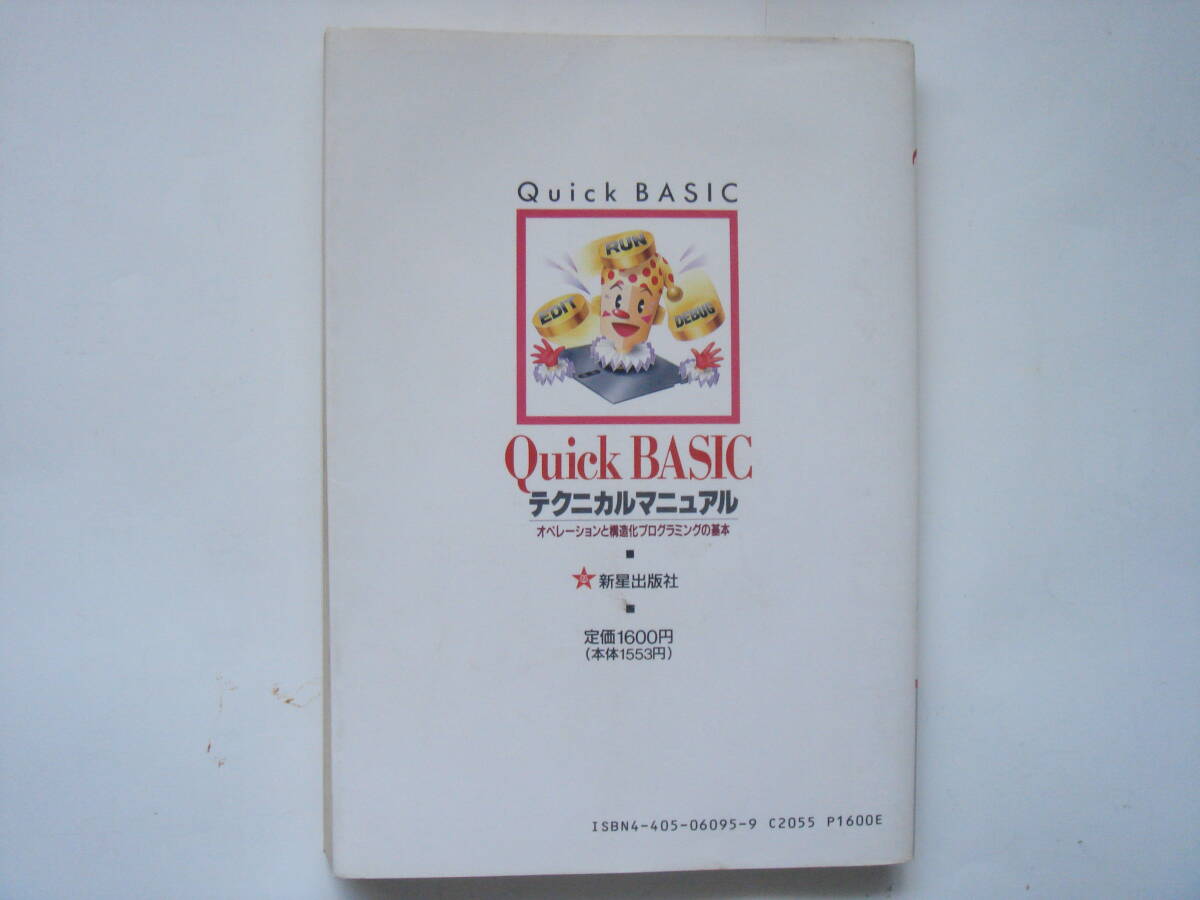 Quick BASIC
RUN
EDIT
DEBUG
Quick BASIC
テクニカルマニュアル
オペレーションと構造化プログラミングの基本
新星出版社
定価1600円
(本体1553円)
ISBN4-405-06095-9 C2055 P1600E